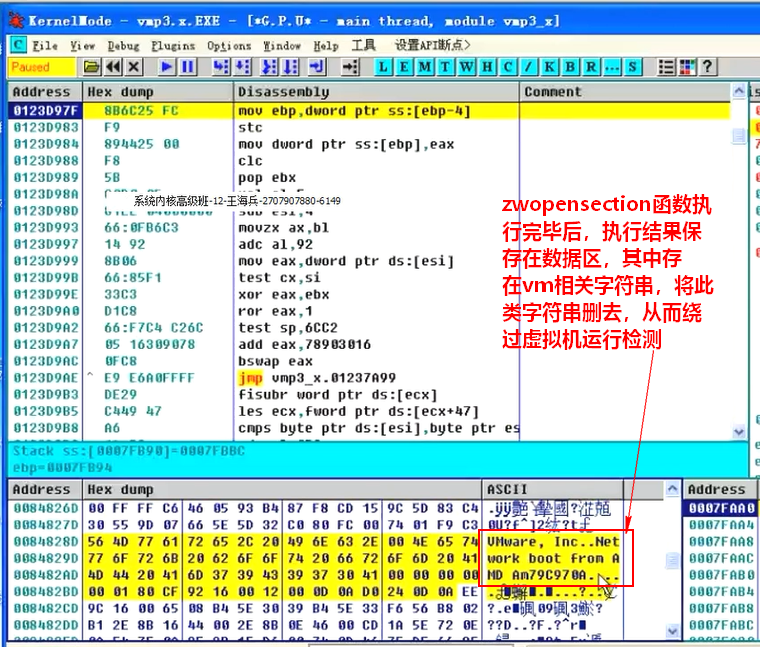 KernelMode - vmp3.x.EXE - [*G.P.U* - main thread, module vmp3_x]
C File View Debug Plugins Options Window Help 工具 设置API断点>
Paused L E M T W H C / K B R ... S ?
Address Hex dump Disassembly Comment
0123D97F 8B6C25 FC mov ebp,dword ptr ss:[ebp-4]
0123D983 F9 stc
0123D984 894425 00 mov dword ptr ss:[ebp],eax
0123D988 F8 clc
0123D989 5B pop ebx
0123D98A
系统内核高级班-12-王海兵-2707907880-6149
0123D98D sub esi,4
0123D993 66:0FB6C3 movzx ax,bl
0123D997 14 92 adc al,92
0123D999 8B06 mov eax,dword ptr ds:[esi]
0123D99B 66:85F1 test cx,si
0123D99E 33C3 xor eax,ebx
0123D9A0 D1C8 ror eax,1
0123D9A2 66:F7C4 C26C test sp,6CC2
0123D9A7 05 16309078 add eax,78903016
0123D9AC 0FC8 bswap eax
0123D9AE ^ E9 E6A0FFFF jmp vmp3_x.01237A99
0123D9B3 DE29 fisubr word ptr ds:[ecx]
0123D9B5 C449 47 les ecx,fword ptr ds:[ecx+47]
0123D9B8 A6 cmps byte ptr ds:[esi],byte ptr es
zwopensection函数执
行完毕后，执行结果保
存在数据区，其中存
在vm相关字符串，将此
类字符串删去，从而绕
过虚拟机运行检测
Stack ss:[0007FB90]=0007FBBC
ebp=0007FB94
Address Hex dump ASCII
0084826D 00 FF FF C6 46 05 93 B4 87 F8 CD 15 9C 5D 83 C4
0084827D 30 55 9D 07 66 5E 5D 32 C0 80 FC 00 74 01 F9 C3
0084828D 56 4D 77 61 72 65 2C 20 49 6E 63 2E 00 4E 65 74 VMware, Inc..Net
0084829D 77 6F 72 6B 20 62 6F 6F 74 20 66 72 6F 6D 20 41 work boot from A
008482AD 4D 44 20 41 6D 37 39 43 39 37 30 41 00 00 00 00 MD Am79C970A....
008482BD 00 01 80 CF 92 16 00 12 00 0D 0A D0 24 0D 0A EE
008482CD 9C 16 00 65 08 B4 5E 30 39 B4 5E 33 F6 56 B8 02
008482DD B1 2E 8B 16 44 00 2E 8B 0E 46 00 CD 1A 5E 72 0E
Address
0007FAA0
0007FAA4
0007FAA8
0007FAAC
0007FAB0
0007FAB4
0007FAB8
0007FABC
0007FAC0